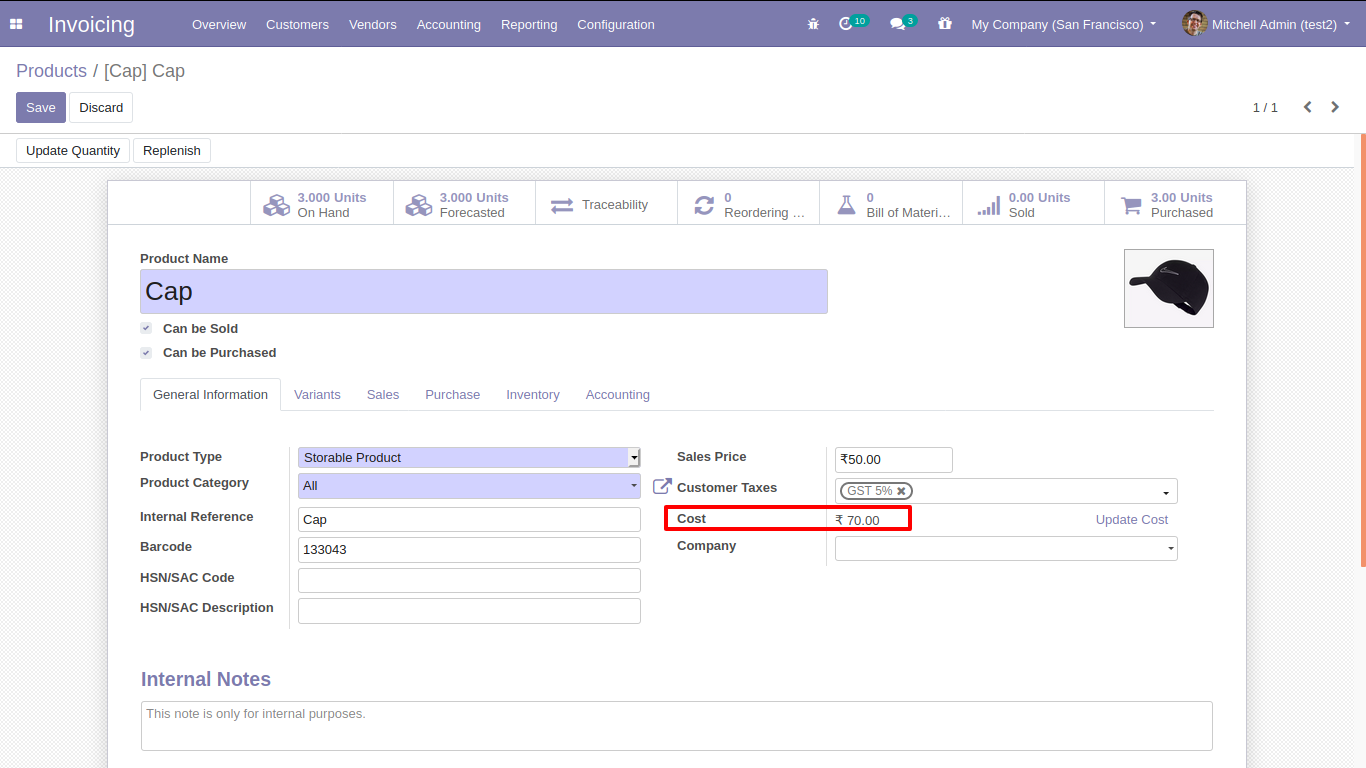 Invoicing Overview Customers Vendors Accounting Reporting Configuration 10 3 My Company (San Francisco) Mitchell Admin (test2)
Products / [Cap] Cap
Save Discard 1 / 1
Update Quantity Replenish
3.000 Units 3.000 Units Traceability 0 0 0.00 Units 3.00 Units
On Hand Forecasted Reordering ... Bill of Materi... Sold Purchased
Product Name
Cap
Can be Sold
Can be Purchased
General Information Variants Sales Purchase Inventory Accounting
Product Type Storable Product Sales Price ₹50.00
Product Category All Customer Taxes GST 5%
Internal Reference Cap Cost ₹ 70.00 Update Cost
Barcode 133043 Company
HSN/SAC Code
HSN/SAC Description
Internal Notes
This note is only for internal purposes.